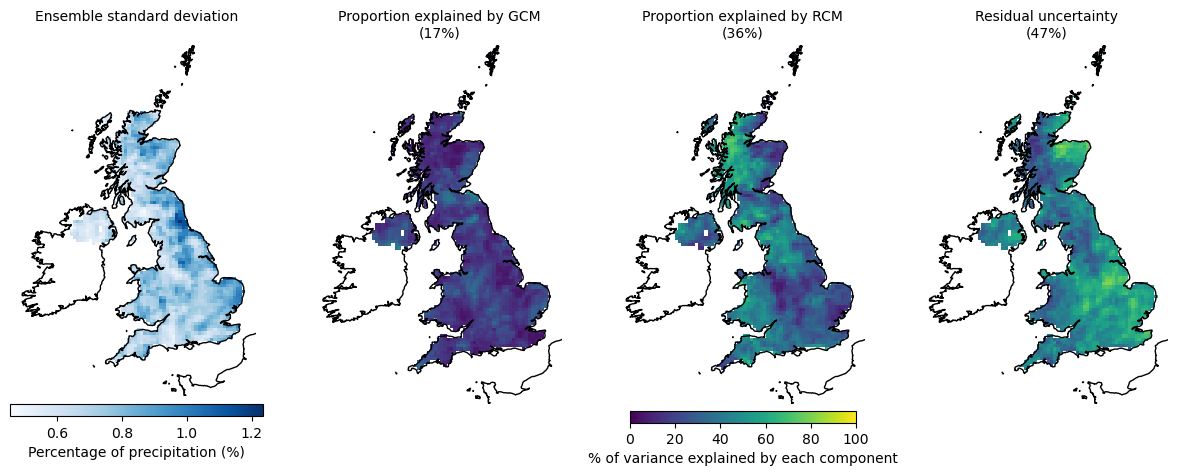 Ensemble standard deviation
Proportion explained by GCM
(17%)
Proportion explained by RCM
(36%)
Residual uncertainty
(47%)
0.6 0.8 1.0 1.2
Percentage of precipitation (%)
0 20 40 60 80 100
% of variance explained by each component